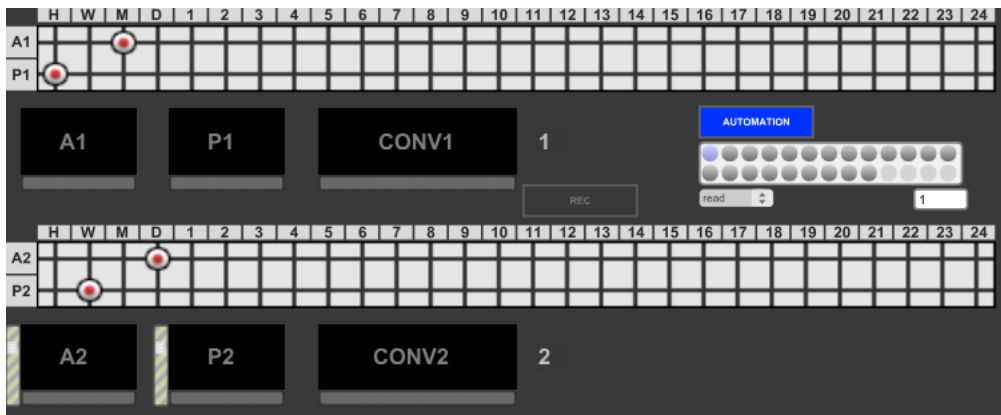 H W M D 1 2 3 4 5 6 7 8 9 10 11 12 13 14 15 16 17 18 19 20 21 22 23 24
A1
P1
AUTOMATION
A1 P1 CONV1 1
REC read 1
H W M D 1 2 3 4 5 6 7 8 9 10 11 12 13 14 15 16 17 18 19 20 21 22 23 24
A2
P2
A2 P2 CONV2 2